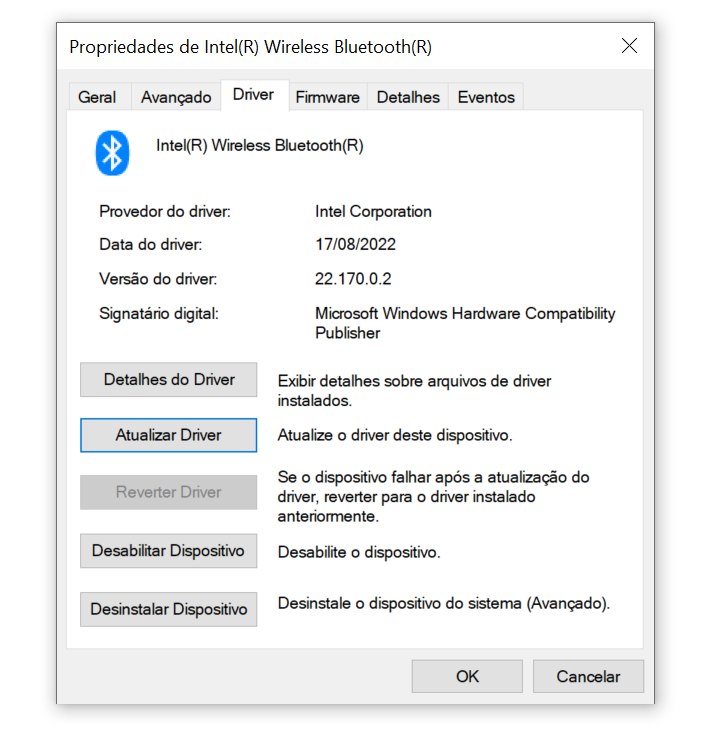 Propriedades de Intel(R) Wireless Bluetooth(R)
Geral Avançado Driver Firmware Detalhes Eventos
Intel(R) Wireless Bluetooth(R)
Provedor do driver: Intel Corporation
Data do driver: 17/08/2022
Versão do driver: 22.170.0.2
Signatário digital: Microsoft Windows Hardware Compatibility
Publisher
Detalhes do Driver Exibir detalhes sobre arquivos de driver
instalados.
Atualizar Driver Atualize o driver deste dispositivo.
Reverter Driver Se o dispositivo falhar após a atualização do
driver, reverter para o driver instalado
anteriormente.
Desabilitar Dispositivo Desabilite o dispositivo.
Desinstalar Dispositivo Desinstale o dispositivo do sistema (Avançado).
OK Cancelar